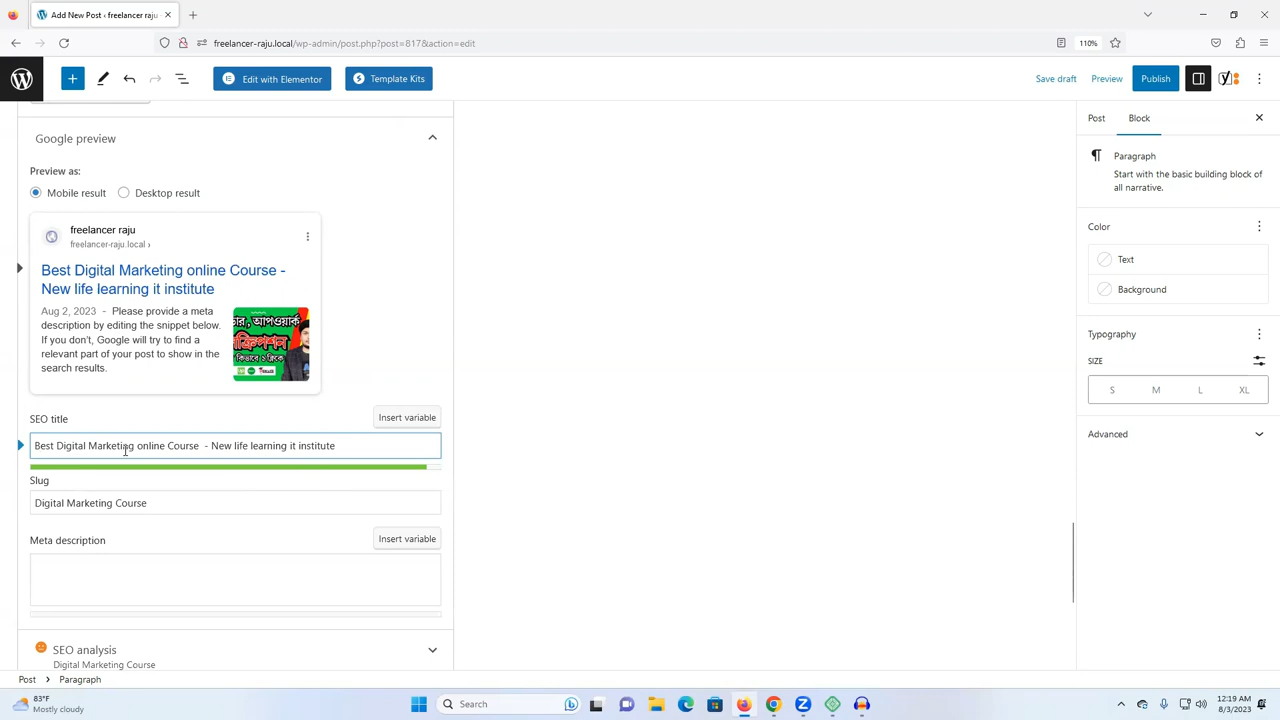 Add New Post ‹ freelancer raju
freelancer-raju.local/wp-admin/post.php?post=817&action=edit
110%
Edit with Elementor
Template Kits
Save draft
Preview
Publish
Google preview
Preview as:
Mobile result
Desktop result
freelancer raju
freelancer-raju.local ›
Best Digital Marketing online Course -
New life learning it institute
Aug 2, 2023 - Please provide a meta
description by editing the snippet below.
If you don't, Google will try to find a
relevant part of your post to show in the
search results.
SEO title
Insert variable
Best Digital Marketing online Course - New life learning it institute
Slug
Digital Marketing Course
Meta description
Insert variable
SEO analysis
Digital Marketing Course
Post
Block
Paragraph
Start with the basic building block of
all narrative.
Color
Text
Background
Typography
SIZE
S
M
L
XL
Advanced
Post › Paragraph
83°F
Mostly cloudy
Search
12:19 AM
8/3/2023